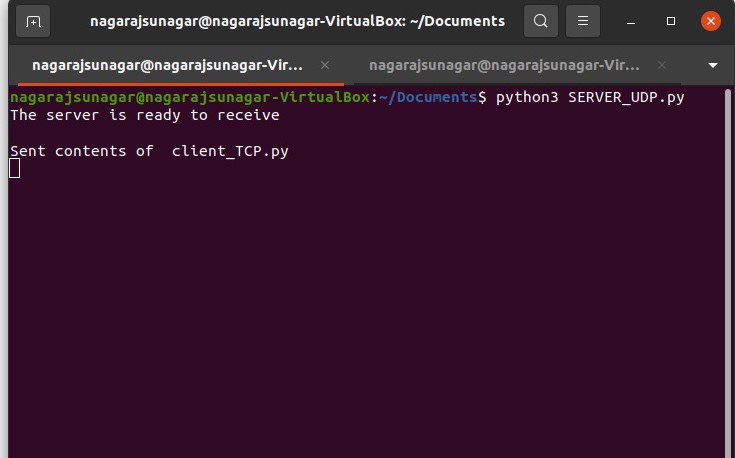 nagarajsunagar@nagarajsunagar-VirtualBox: ~/Documents
nagarajsunagar@nagarajsunagar-Vir...
nagarajsunagar@nagarajsunagar-Vir...
nagarajsunagar@nagarajsunagar-VirtualBox:~/Documents$ python3 SERVER_UDP.py
The server is ready to receive
Sent contents of  client_TCP.py